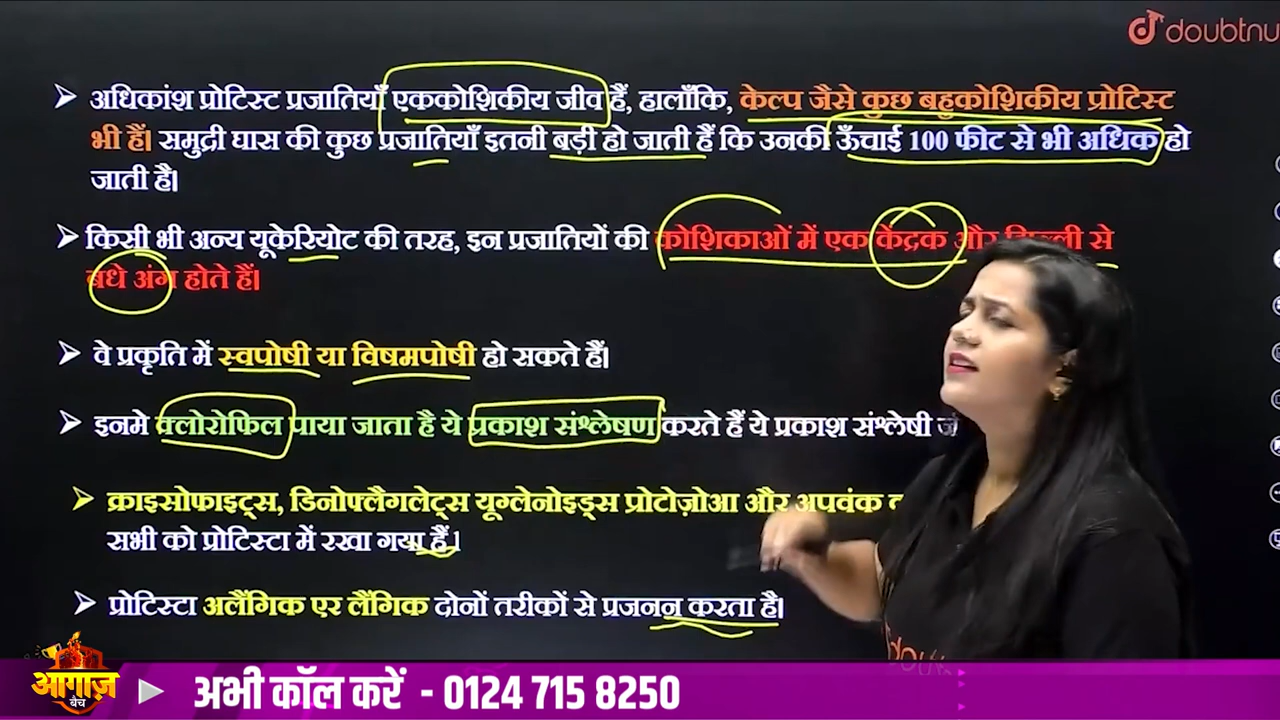 doubtnu
अधिकांश प्रोटिस्ट प्रजातियाँ एककोशिकीय जीव हैं, हालाँकि, केल्प जैसे कुछ बहुकोशिकीय प्रोटिस्ट
भी हैं। समुद्री घास की कुछ प्रजातियाँ इतनी बड़ी हो जाती हैं कि उनकी ऊँचाई 100 फीट से भी अधिक हो
जाती है।
किसी भी अन्य यूकेरियोट की तरह, इन प्रजातियों की कोशिकाओं में एक केंद्रक और झिल्ली से
बधे अंग होते हैं।
वे प्रकृति में स्वपोषी या विषमपोषी हो सकते हैं।
इनमे क्लोरोफिल पाया जाता है ये प्रकाश संश्लेषण करते हैं ये प्रकाश संश्लेषी
क्राइसोफाइट्स, डिनोफ्लैगलेट्स यूग्लेनोइड्स प्रोटोज़ोआ और अपवंक
सभी को प्रोटिस्टा में रखा गया हैं।
प्रोटिस्टा अलैंगिक एर लैंगिक दोनों तरीकों से प्रजनन करता है।
आगाज़
बैच
अभी कॉल करें - 0124 715 8250